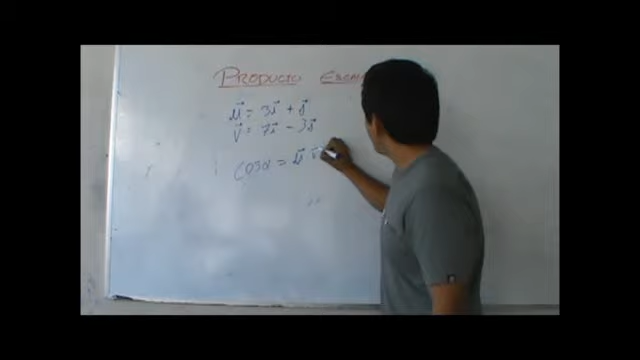 PRODUCTO
u⃗ = 3i⃗ + j⃗
v⃗ = 7i⃗ - 3j⃗
cosα = u⃗ v⃗